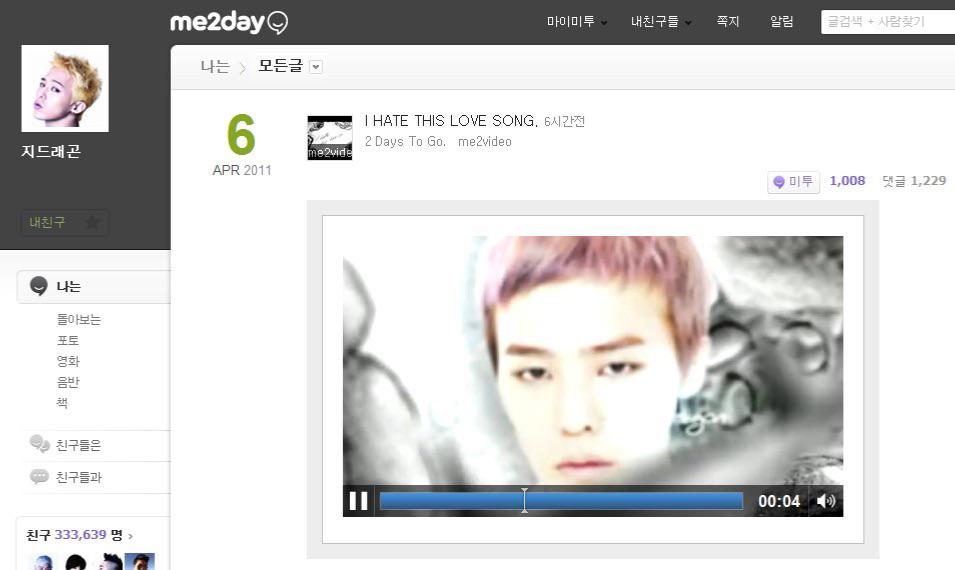 me2day
마이미투 내친구들 쪽지 알림 글검색 + 사람찾기
지드래곤
내친구
나는
돌아보는
포토
영화
음반
책
친구들은
친구들과
친구 333,639 명 ›
나는 > 모든글
6
APR 2011
me2vide
I HATE THIS LOVE SONG. 6시간전
2 Days To Go. me2video
미투 1,008 댓글 1,229
00:04